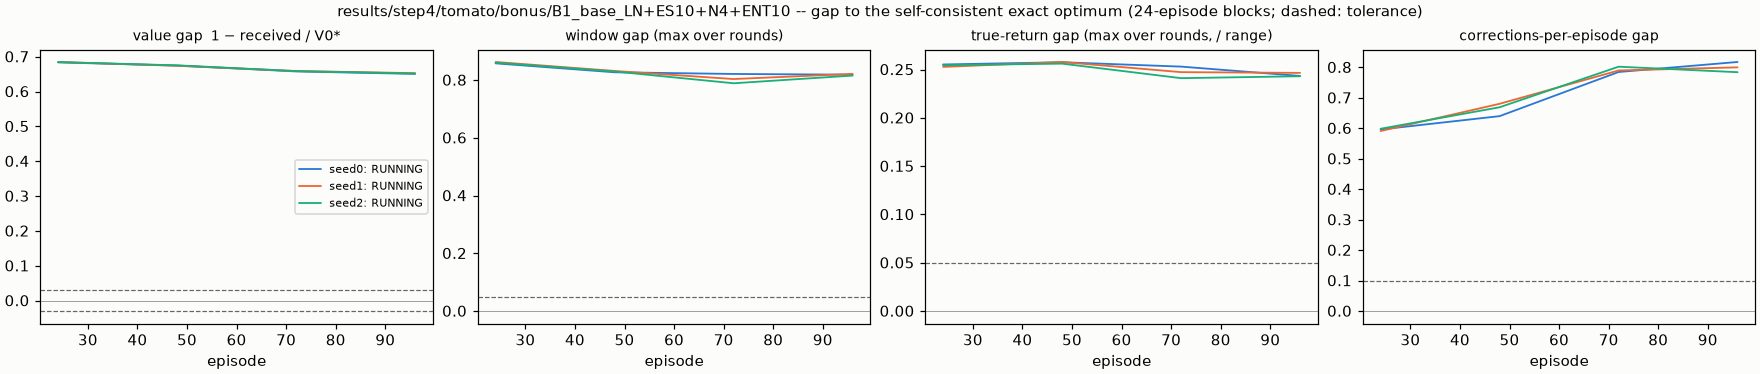 results/step4/tomato/bonus/B1_base_LN+ES10+N4+ENT10 -- gap to the self-consistent exact optimum (24-episode blocks; dashed: tolerance)
value gap  1 − received / V0*
0.7
0.6
0.5
0.4
0.3
0.2
0.1
0.0
seed0: RUNNING
seed1: RUNNING
seed2: RUNNING
30 40 50 60 70 80 90
episode
window gap (max over rounds)
0.8
0.6
0.4
0.2
0.0
30 40 50 60 70 80 90
episode
true-return gap (max over rounds, / range)
0.25
0.20
0.15
0.10
0.05
0.00
30 40 50 60 70 80 90
episode
corrections-per-episode gap
0.8
0.7
0.6
0.5
0.4
0.3
0.2
0.1
0.0
30 40 50 60 70 80 90
episode